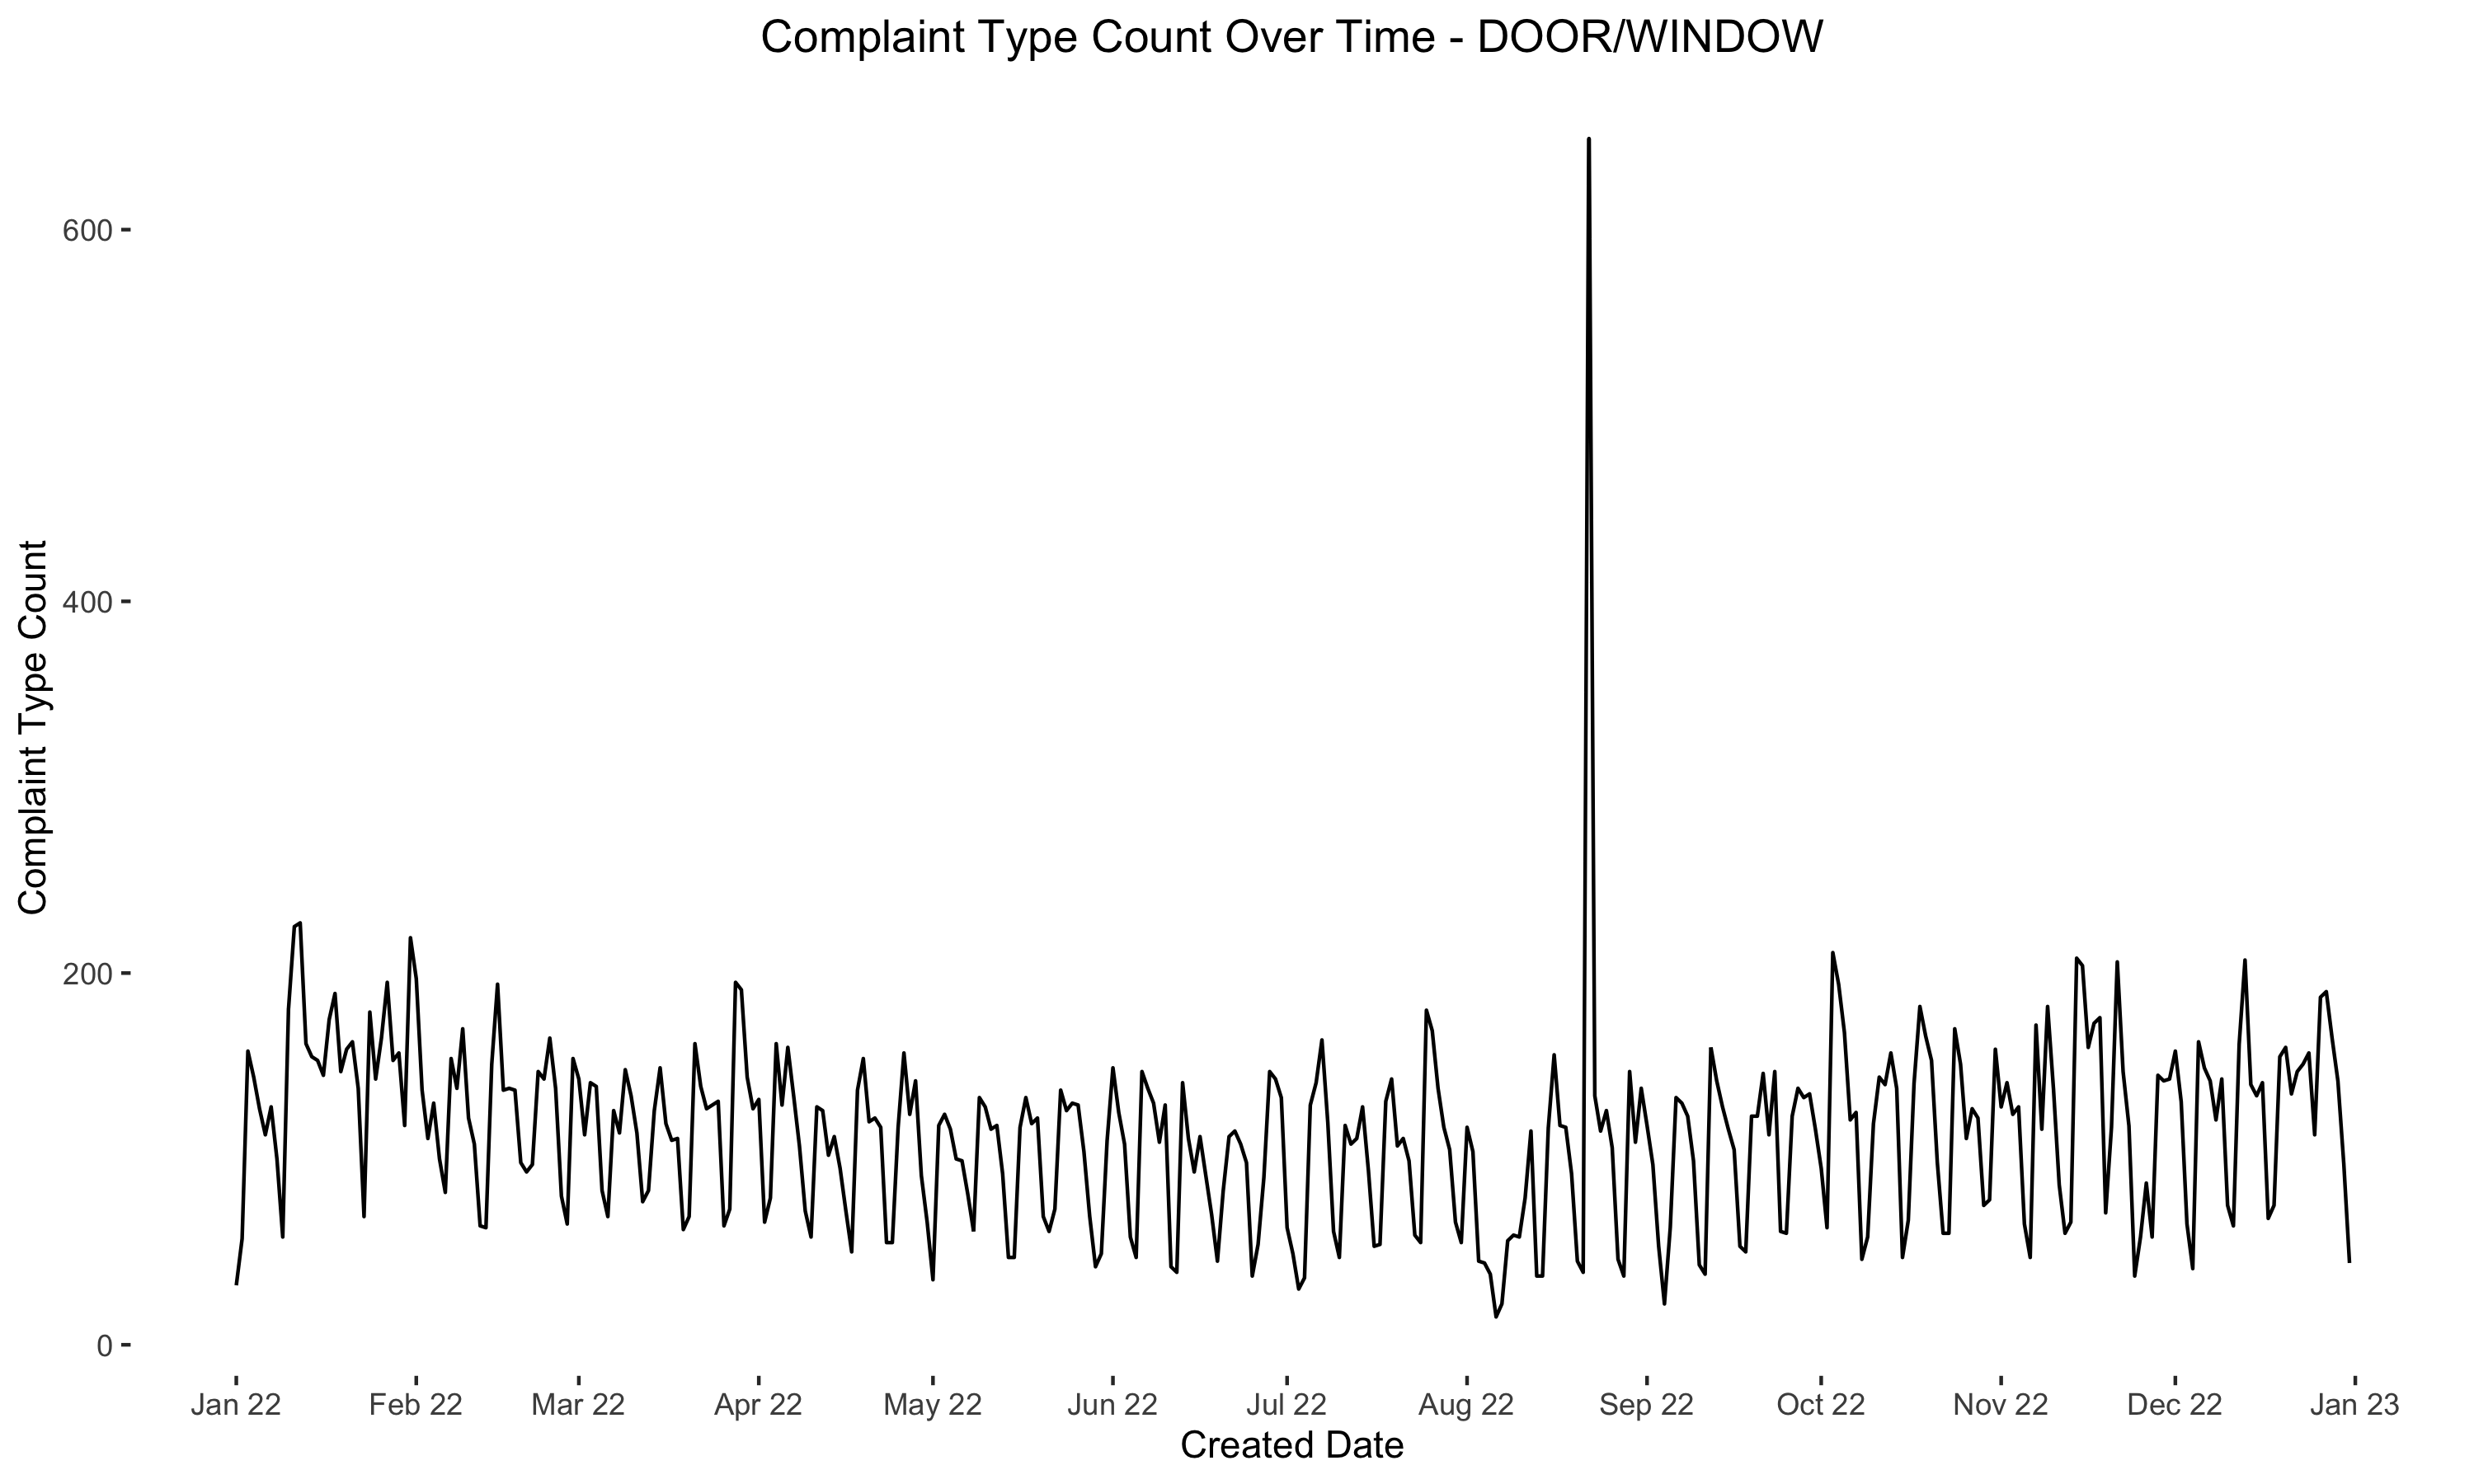 Complaint Type Count Over Time - DOOR/WINDOW
Complaint Type Count
600
400
200
0
Jan 22 Feb 22 Mar 22 Apr 22 May 22 Jun 22 Jul 22 Aug 22 Sep 22 Oct 22 Nov 22 Dec 22 Jan 23
Created Date